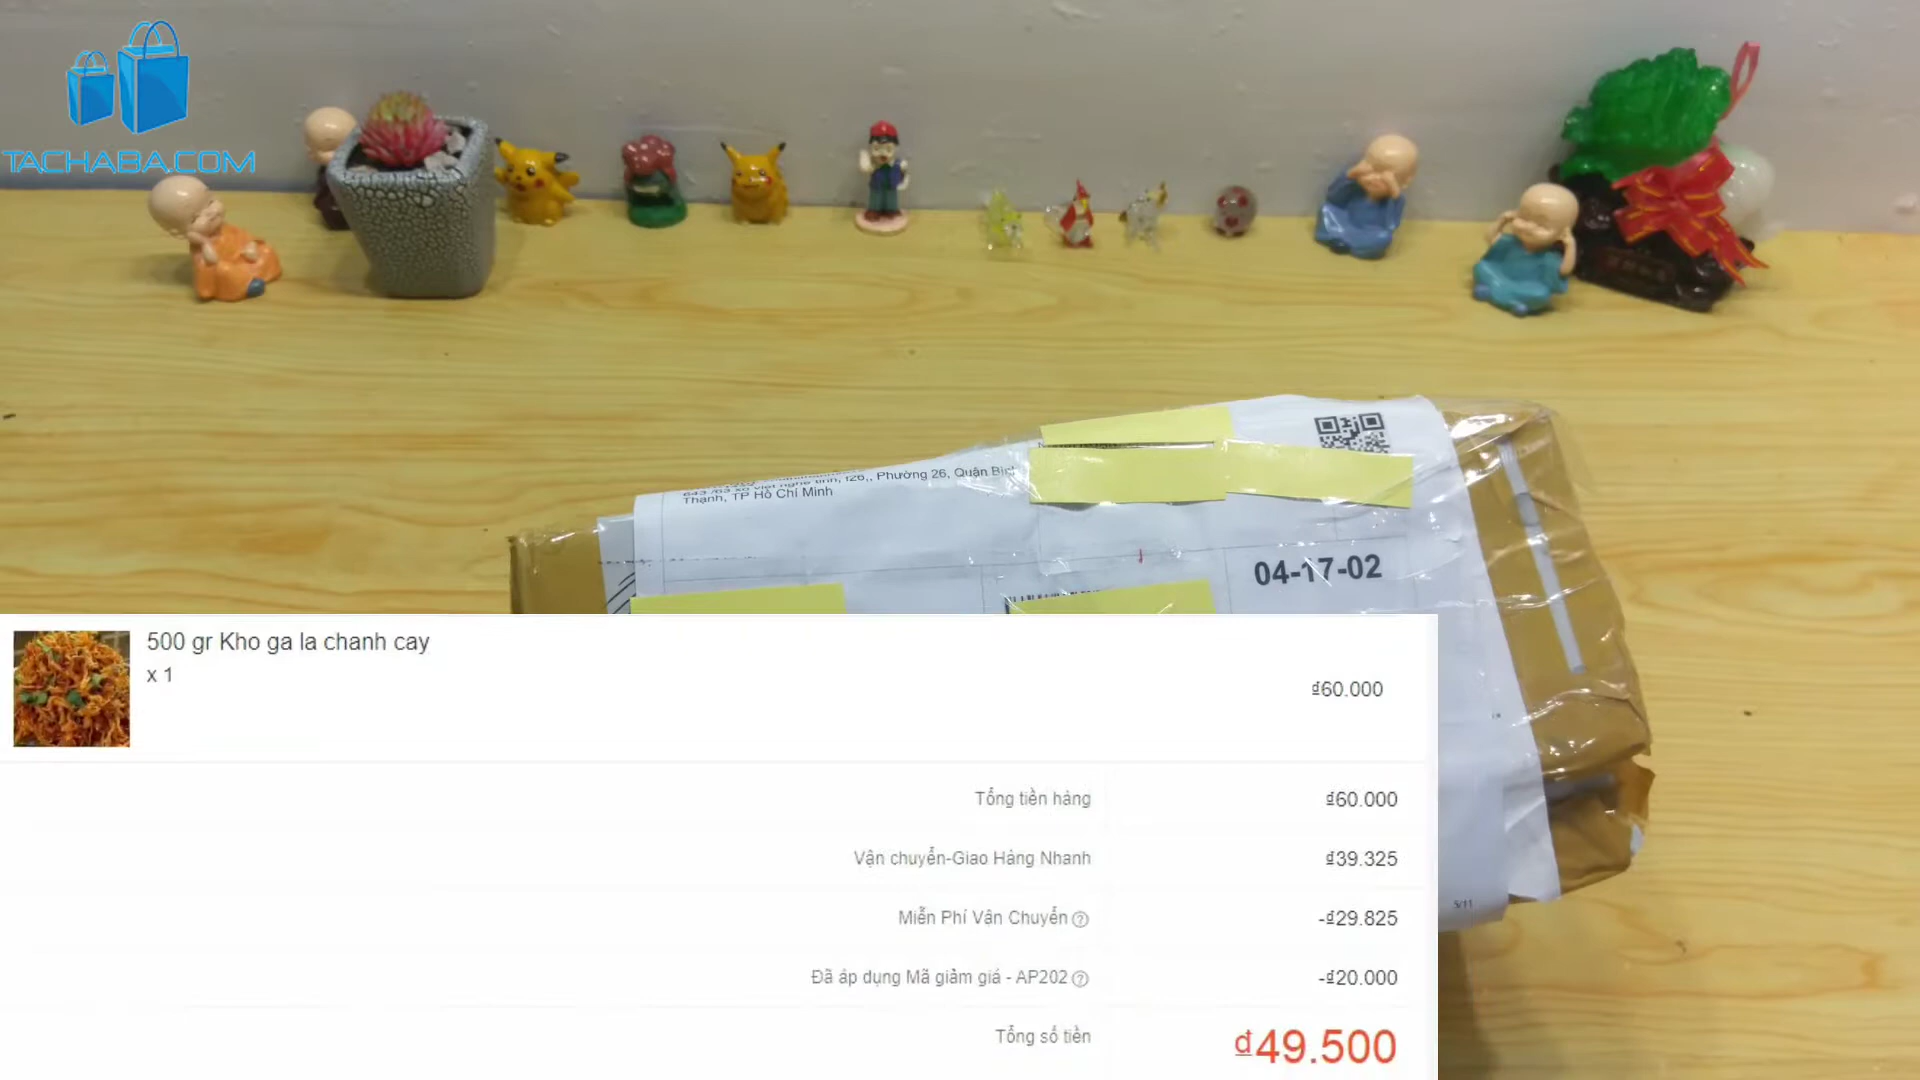 TACHABA.COM
Phường 26, Quận
Thạnh, TP Hồ Chí Minh
04-17-02
5/11
500 gr Kho ga la chanh cay
x 1
₫60.000
Tổng tiền hàng
₫60.000
Vận chuyển-Giao Hàng Nhanh
₫39.325
Miễn Phí Vận Chuyển
-₫29.825
Đã áp dụng Mã giảm giá - AP202
-₫20.000
Tổng số tiền
₫49.500